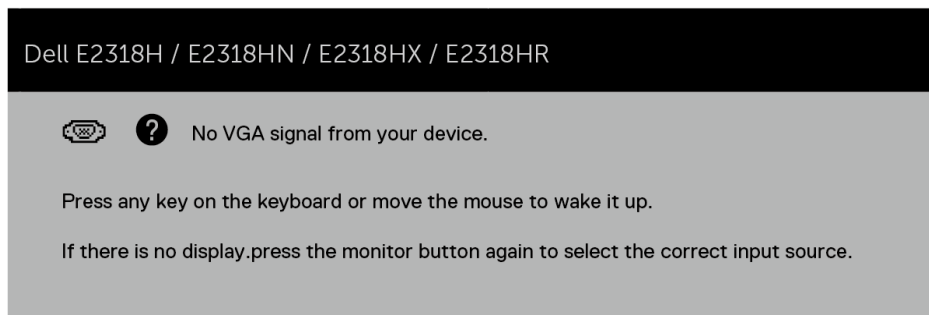 Dell E2318H / E2318HN / E2318HX / E2318HR
No VGA signal from your device.
Press any key on the keyboard or move the mouse to wake it up.
If there is no display.press the monitor button again to select the correct input source.